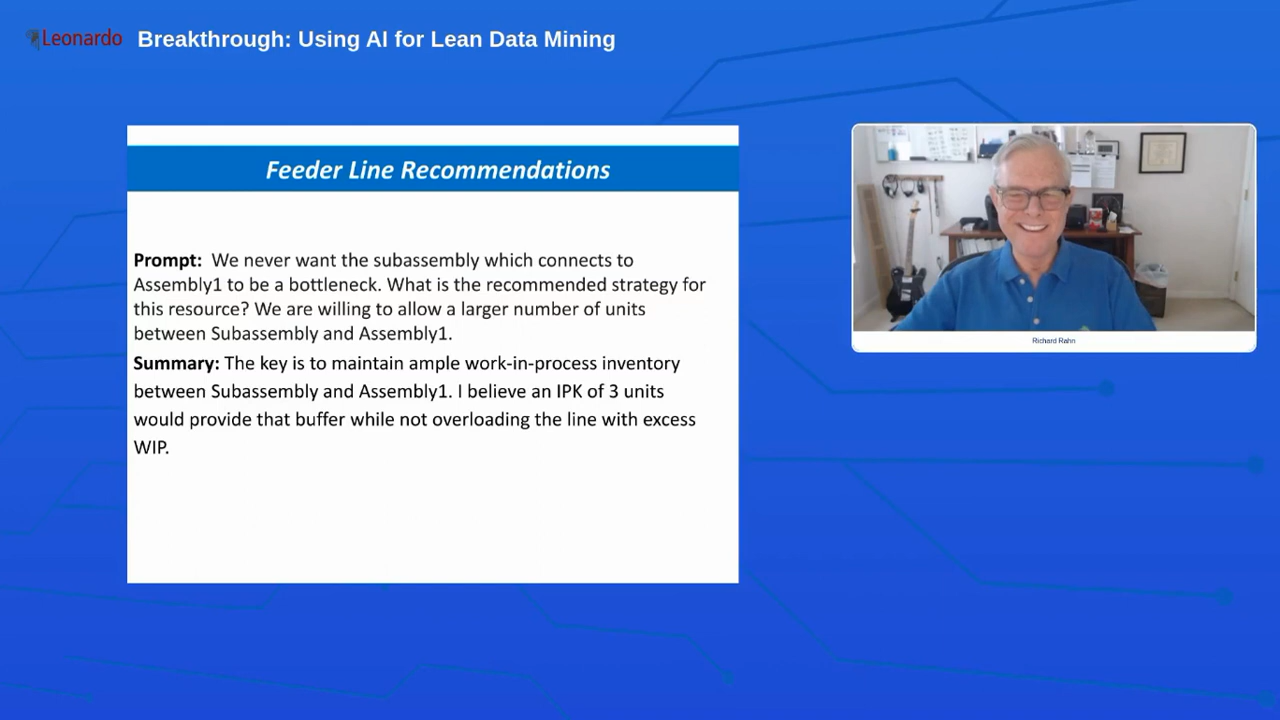 Leonardo
Breakthrough: Using AI for Lean Data Mining
Feeder Line Recommendations
Prompt: We never want the subassembly which connects to
Assembly1 to be a bottleneck. What is the recommended strategy for
this resource? We are willing to allow a larger number of units
between Subassembly and Assembly1.
Summary: The key is to maintain ample work-in-process inventory
between Subassembly and Assembly1. I believe an IPK of 3 units
would provide that buffer while not overloading the line with excess
WIP.
Richard Rahn